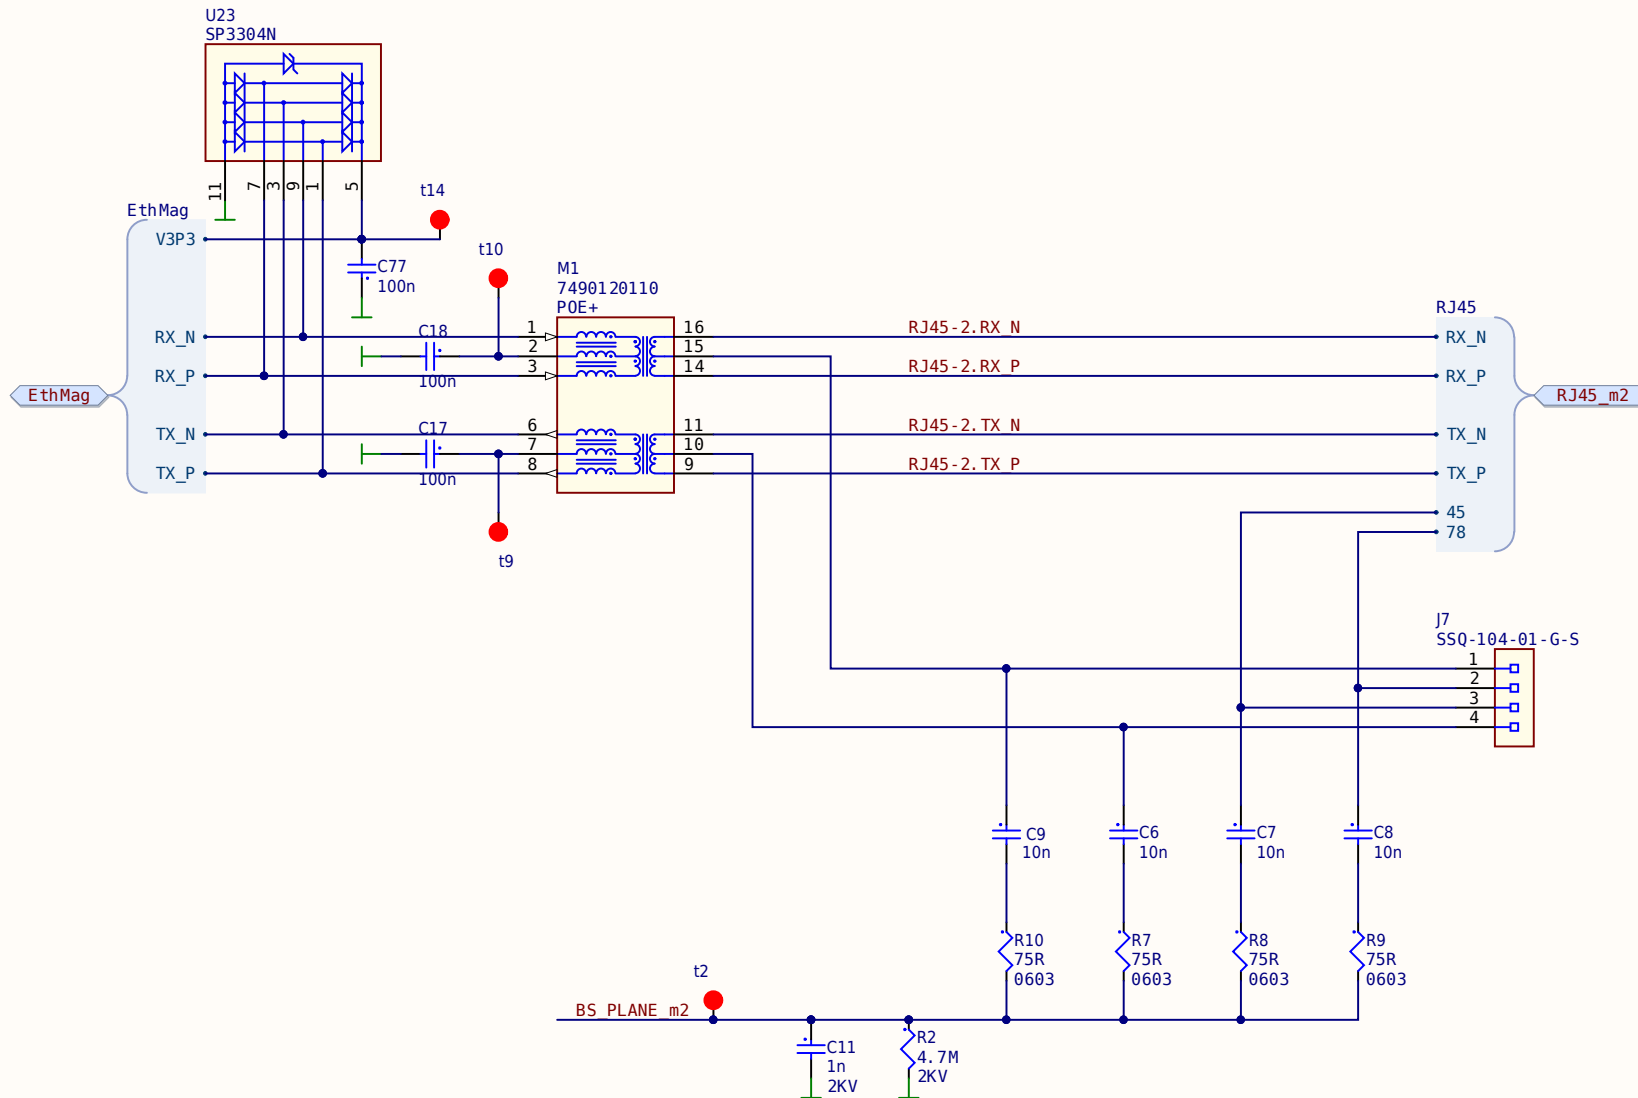 U23
SP3304N
11
7
3
9
1
5
t14
EthMag
V3P3
t10
C77
100n
M1
7490120110
POE+
RJ45
RX_N
C18
1
16
RJ45-2.RX_N
RX_N
2
15
RX_P
100n
3
14
RJ45-2.RX_P
RX_P
EthMag
RJ45_m2
TX_N
C17
6
11
RJ45-2.TX_N
TX_N
7
10
TX_P
100n
8
9
RJ45-2.TX_P
TX_P
45
78
t9
J7
SSQ-104-01-G-S
1
2
3
4
C9
10n
C6
10n
C7
10n
C8
10n
R10
75R
0603
R7
75R
0603
R8
75R
0603
R9
75R
0603
t2
BS_PLANE_m2
C11
1n
2KV
R2
4.7M
2KV